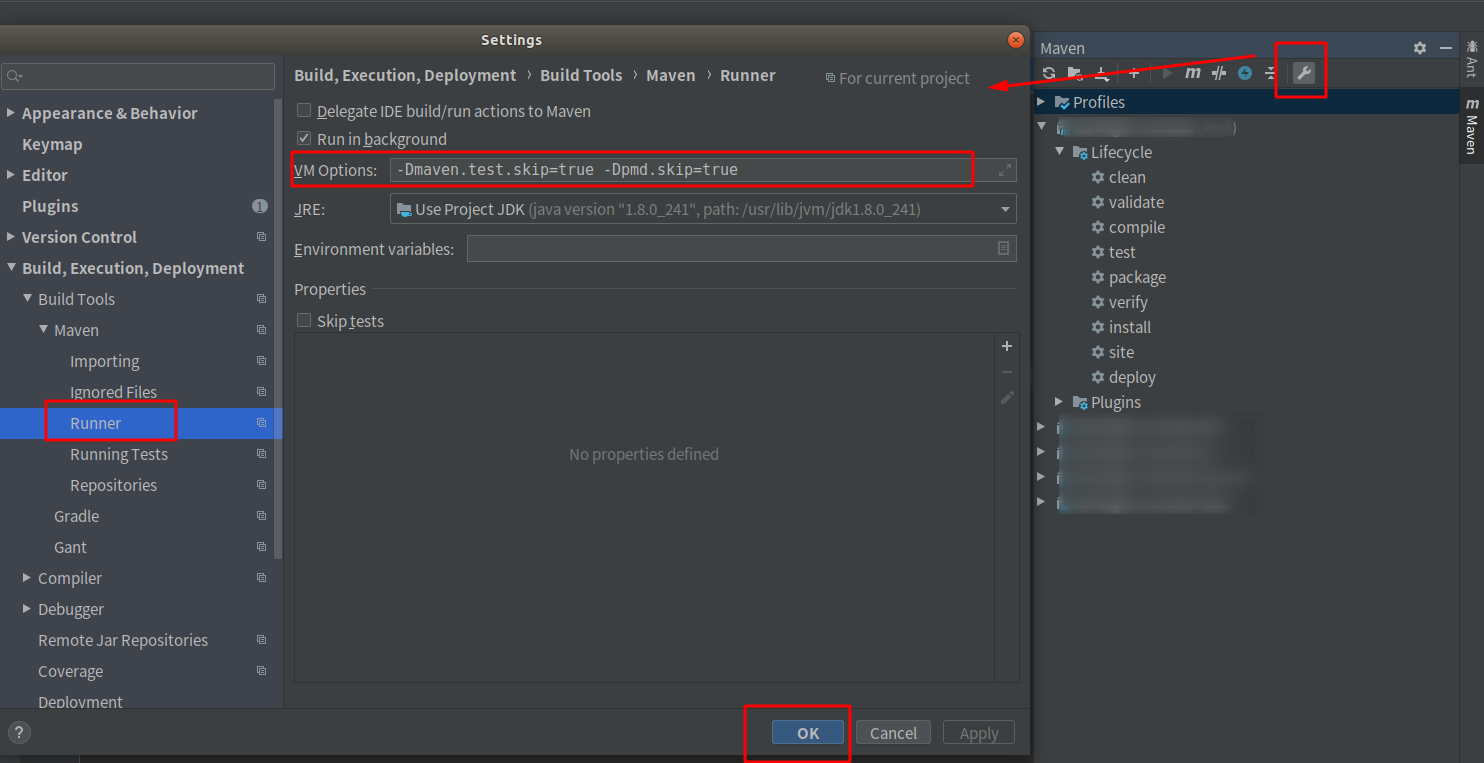 Settings
Appearance & Behavior
Keymap
Editor
Plugins 1
Version Control
Build, Execution, Deployment
Build Tools
Maven
Importing
Ignored Files
Runner
Running Tests
Repositories
Gradle
Gant
Compiler
Debugger
Remote Jar Repositories
Coverage
Deployment
?
Build, Execution, Deployment › Build Tools › Maven › Runner For current project
Delegate IDE build/run actions to Maven
Run in background
VM Options: -Dmaven.test.skip=true -Dpmd.skip=true
JRE: Use Project JDK (java version "1.8.0_241", path: /usr/lib/jvm/jdk1.8.0_241)
Environment variables:
Properties
Skip tests
No properties defined
OK Cancel Apply
Maven
m
Profiles
)
Lifecycle
clean
validate
compile
test
package
verify
install
site
deploy
Plugins
Ant
m Maven